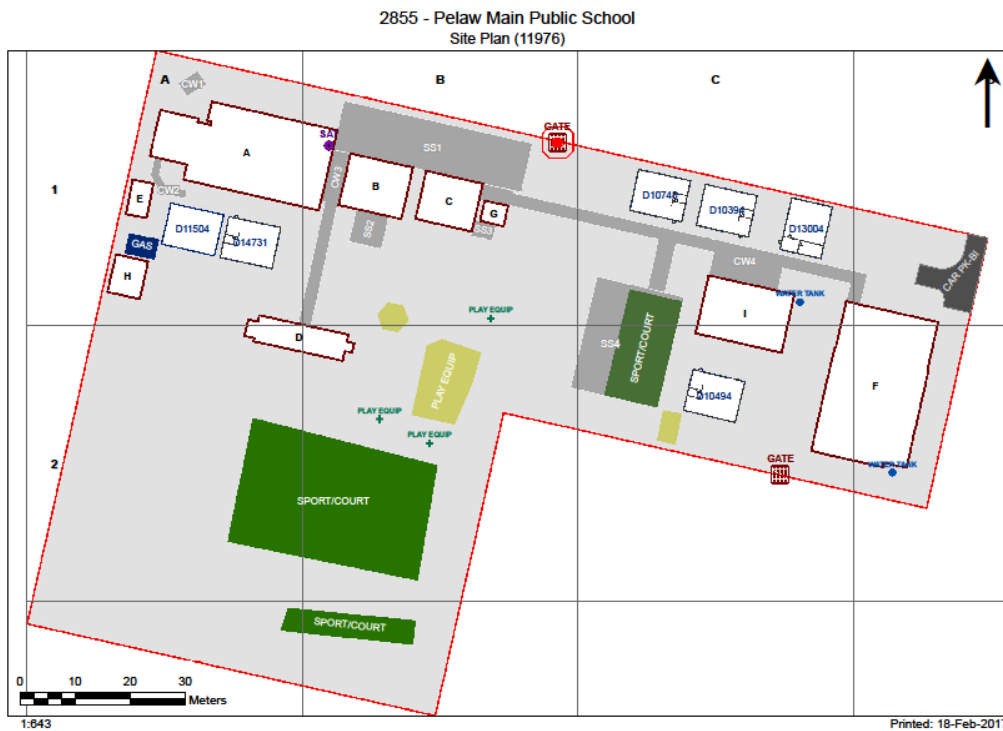 2855 - Pelaw Main Public School
Site Plan (11976)
A
B
C
CW1
GATE
SA
A
SS1
1
CW3
B
C
G
E
CW2
D11504
D14731
SS2
SS3
D10748
D10394
D13004
GAS
H
CW4
CAR PK-BI
WATER TANK
PLAY EQUIP
I
D
SS4
SPORT/COURT
PLAY EQUIP
D10494
F
PLAY EQUIP
PLAY EQUIP
2
GATE
WATER TANK
SPORT/COURT
SPORT/COURT
0 10 20 30
Meters
1:643
Printed: 18-Feb-2017